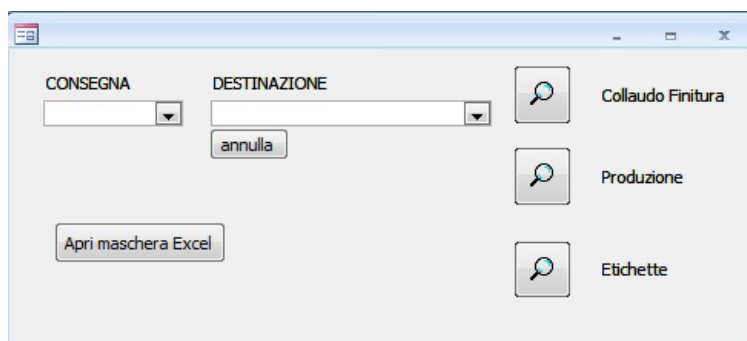 CONSEGNA
DESTINAZIONE
annulla
Apri maschera Excel
Collaudo Finitura
Produzione
Etichette